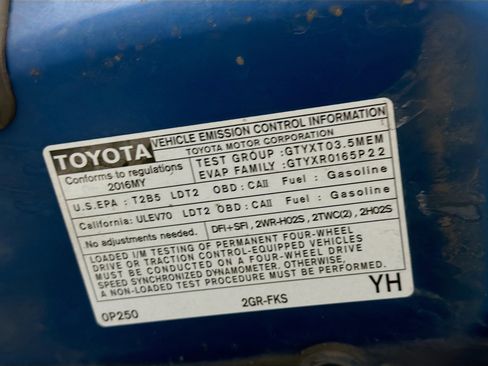 TOYOTA VEHICLE EMISSION CONTROL INFORMATION
TOYOTA MOTOR CORPORATION
Conforms to regulations
2016MY
TEST GROUP : GTYXT03.5MEM
EVAP FAMILY : GTYXR0165P22
U.S.EPA : T2B5 LDT2 OBD : CAII Fuel : Gasoline
California: ULEV70 LDT2 OBD : CAII Fuel : Gasoline
No adjustments needed.
DFI+SFI , 2WR-HO2S, 2TWC(2), 2HO2S
LOADED I/M TESTING OF PERMANENT FOUR-WHEEL
DRIVE OR TRACTION CONTROL-EQUIPPED VEHICLES
MUST BE CONDUCTED ON A FOUR-WHEEL DRIVE
SPEED SYNCHRONIZED DYNAMOMETER. OTHERWISE,
A NON-LOADED TEST PROCEDURE MUST BE PERFORMED.
YH
0P250
2GR-FKS